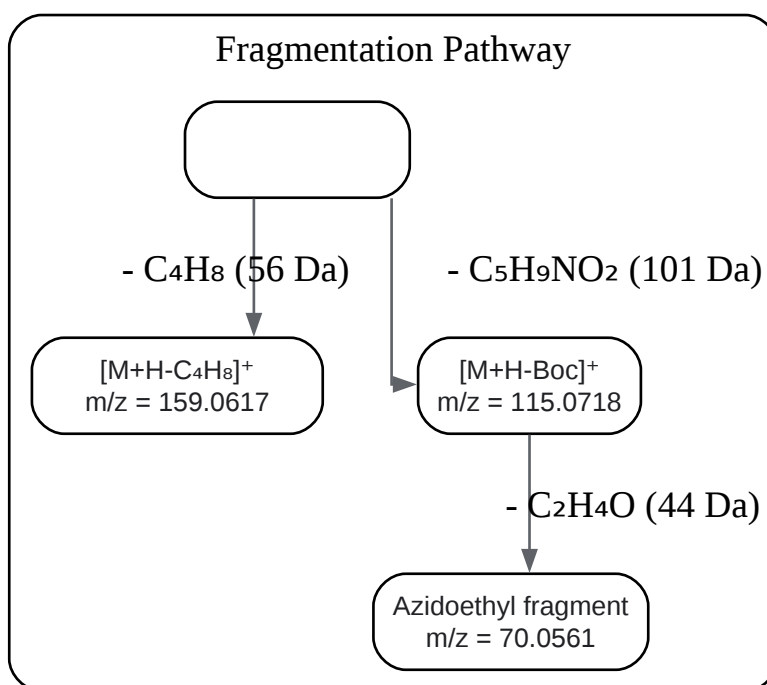 Fragmentation Pathway
- C₄H₈ (56 Da)
- C₅H₉NO₂ (101 Da)
[M+H-C₄H₈]⁺
m/z = 159.0617
[M+H-Boc]⁺
m/z = 115.0718
- C₂H₄O (44 Da)
Azidoethyl fragment
m/z = 70.0561